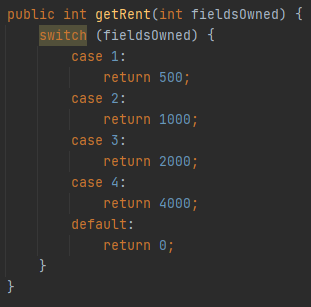 public int getRent(int fieldsOwned) {
    switch (fieldsOwned) {
        case 1:
            return 500;
        case 2:
            return 1000;
        case 3:
            return 2000;
        case 4:
            return 4000;
        default:
            return 0;
    }
}